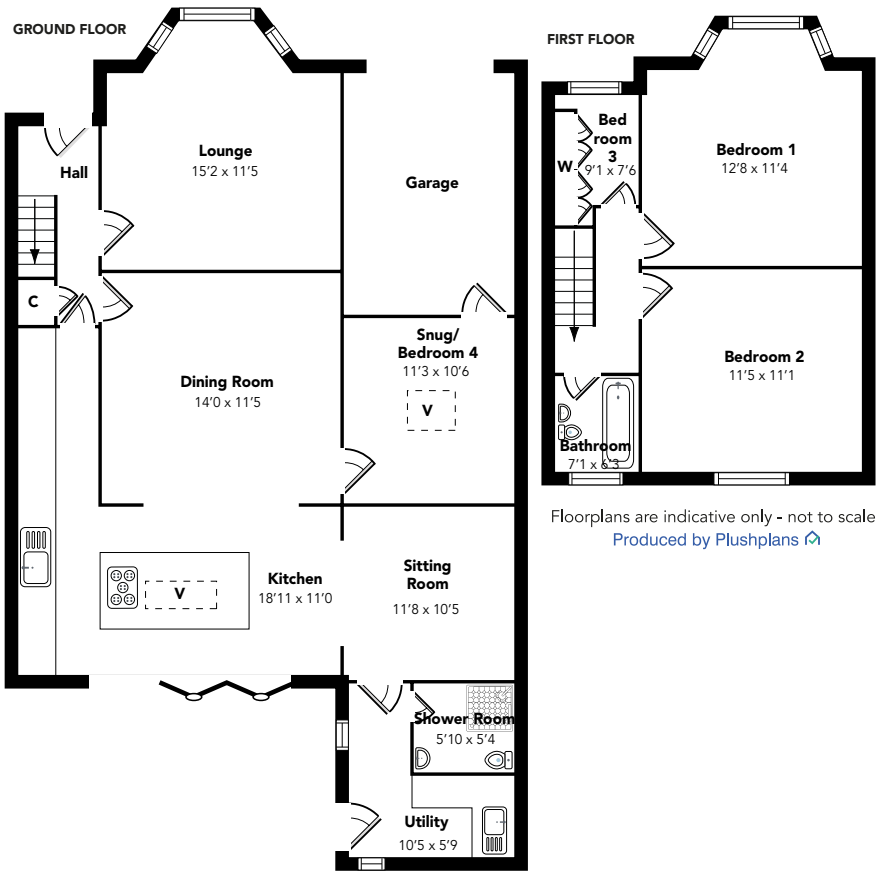 GROUND FLOOR
Lounge
15'2 x 11'5
Hall
Garage
C
Snug/
Bedroom 4
11'3 x 10'6
V
Dining Room
14'0 x 11'5
Kitchen
18'11 x 11'0
V
Sitting
Room
11'8 x 10'5
Shower Room
5'10 x 5'4
Utility
10'5 x 5'9
FIRST FLOOR
Bed
room
3
9'1 x 7'6
W
Bedroom 1
12'8 x 11'4
Bedroom 2
11'5 x 11'1
Bathroom
7'1 x 6'3
Floorplans are indicative only - not to scale
Produced by Plushplans